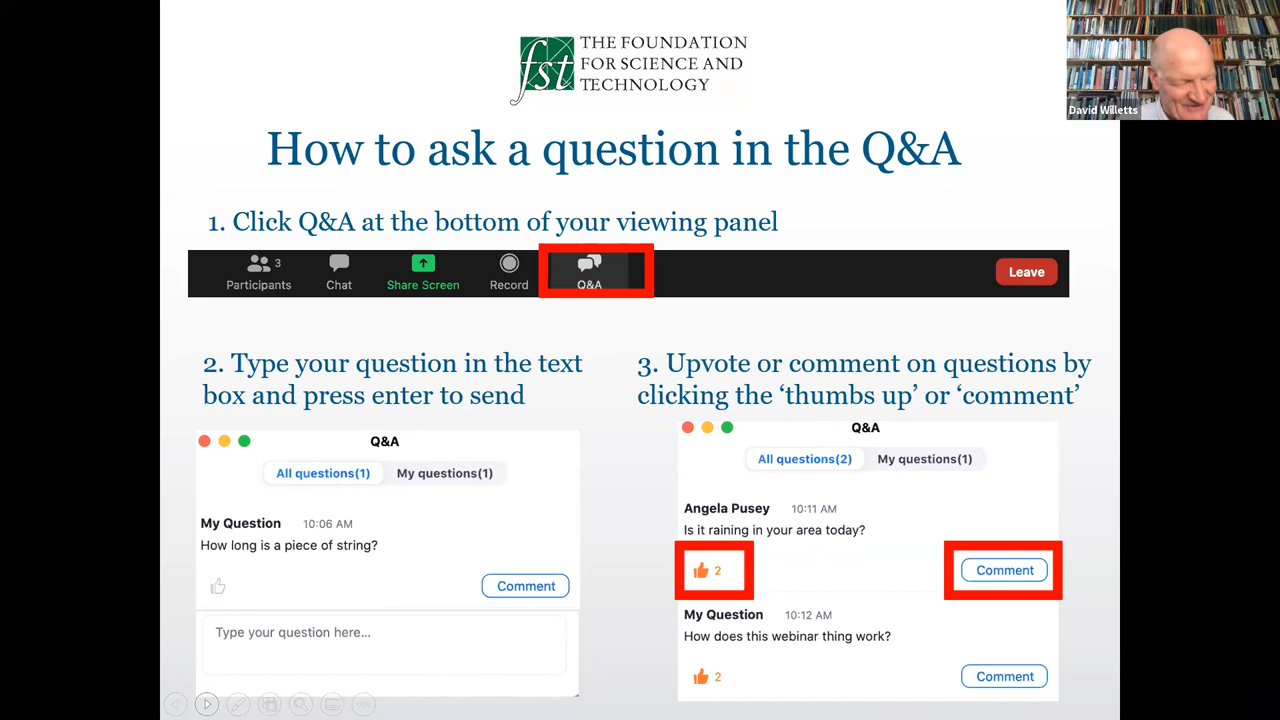 THE FOUNDATION
FOR SCIENCE AND
TECHNOLOGY
fst
David Willetts
How to ask a question in the Q&A
1. Click Q&A at the bottom of your viewing panel
3
Participants
Chat
Share Screen
Record
Q&A
Leave
2. Type your question in the text
box and press enter to send
Q&A
All questions(1)
My questions(1)
My Question 10:06 AM
How long is a piece of string?
Comment
Type your question here...
3. Upvote or comment on questions by
clicking the ‘thumbs up’ or ‘comment’
Q&A
All questions(2)
My questions(1)
Angela Pusey 10:11 AM
Is it raining in your area today?
2
Comment
My Question 10:12 AM
How does this webinar thing work?
2
Comment